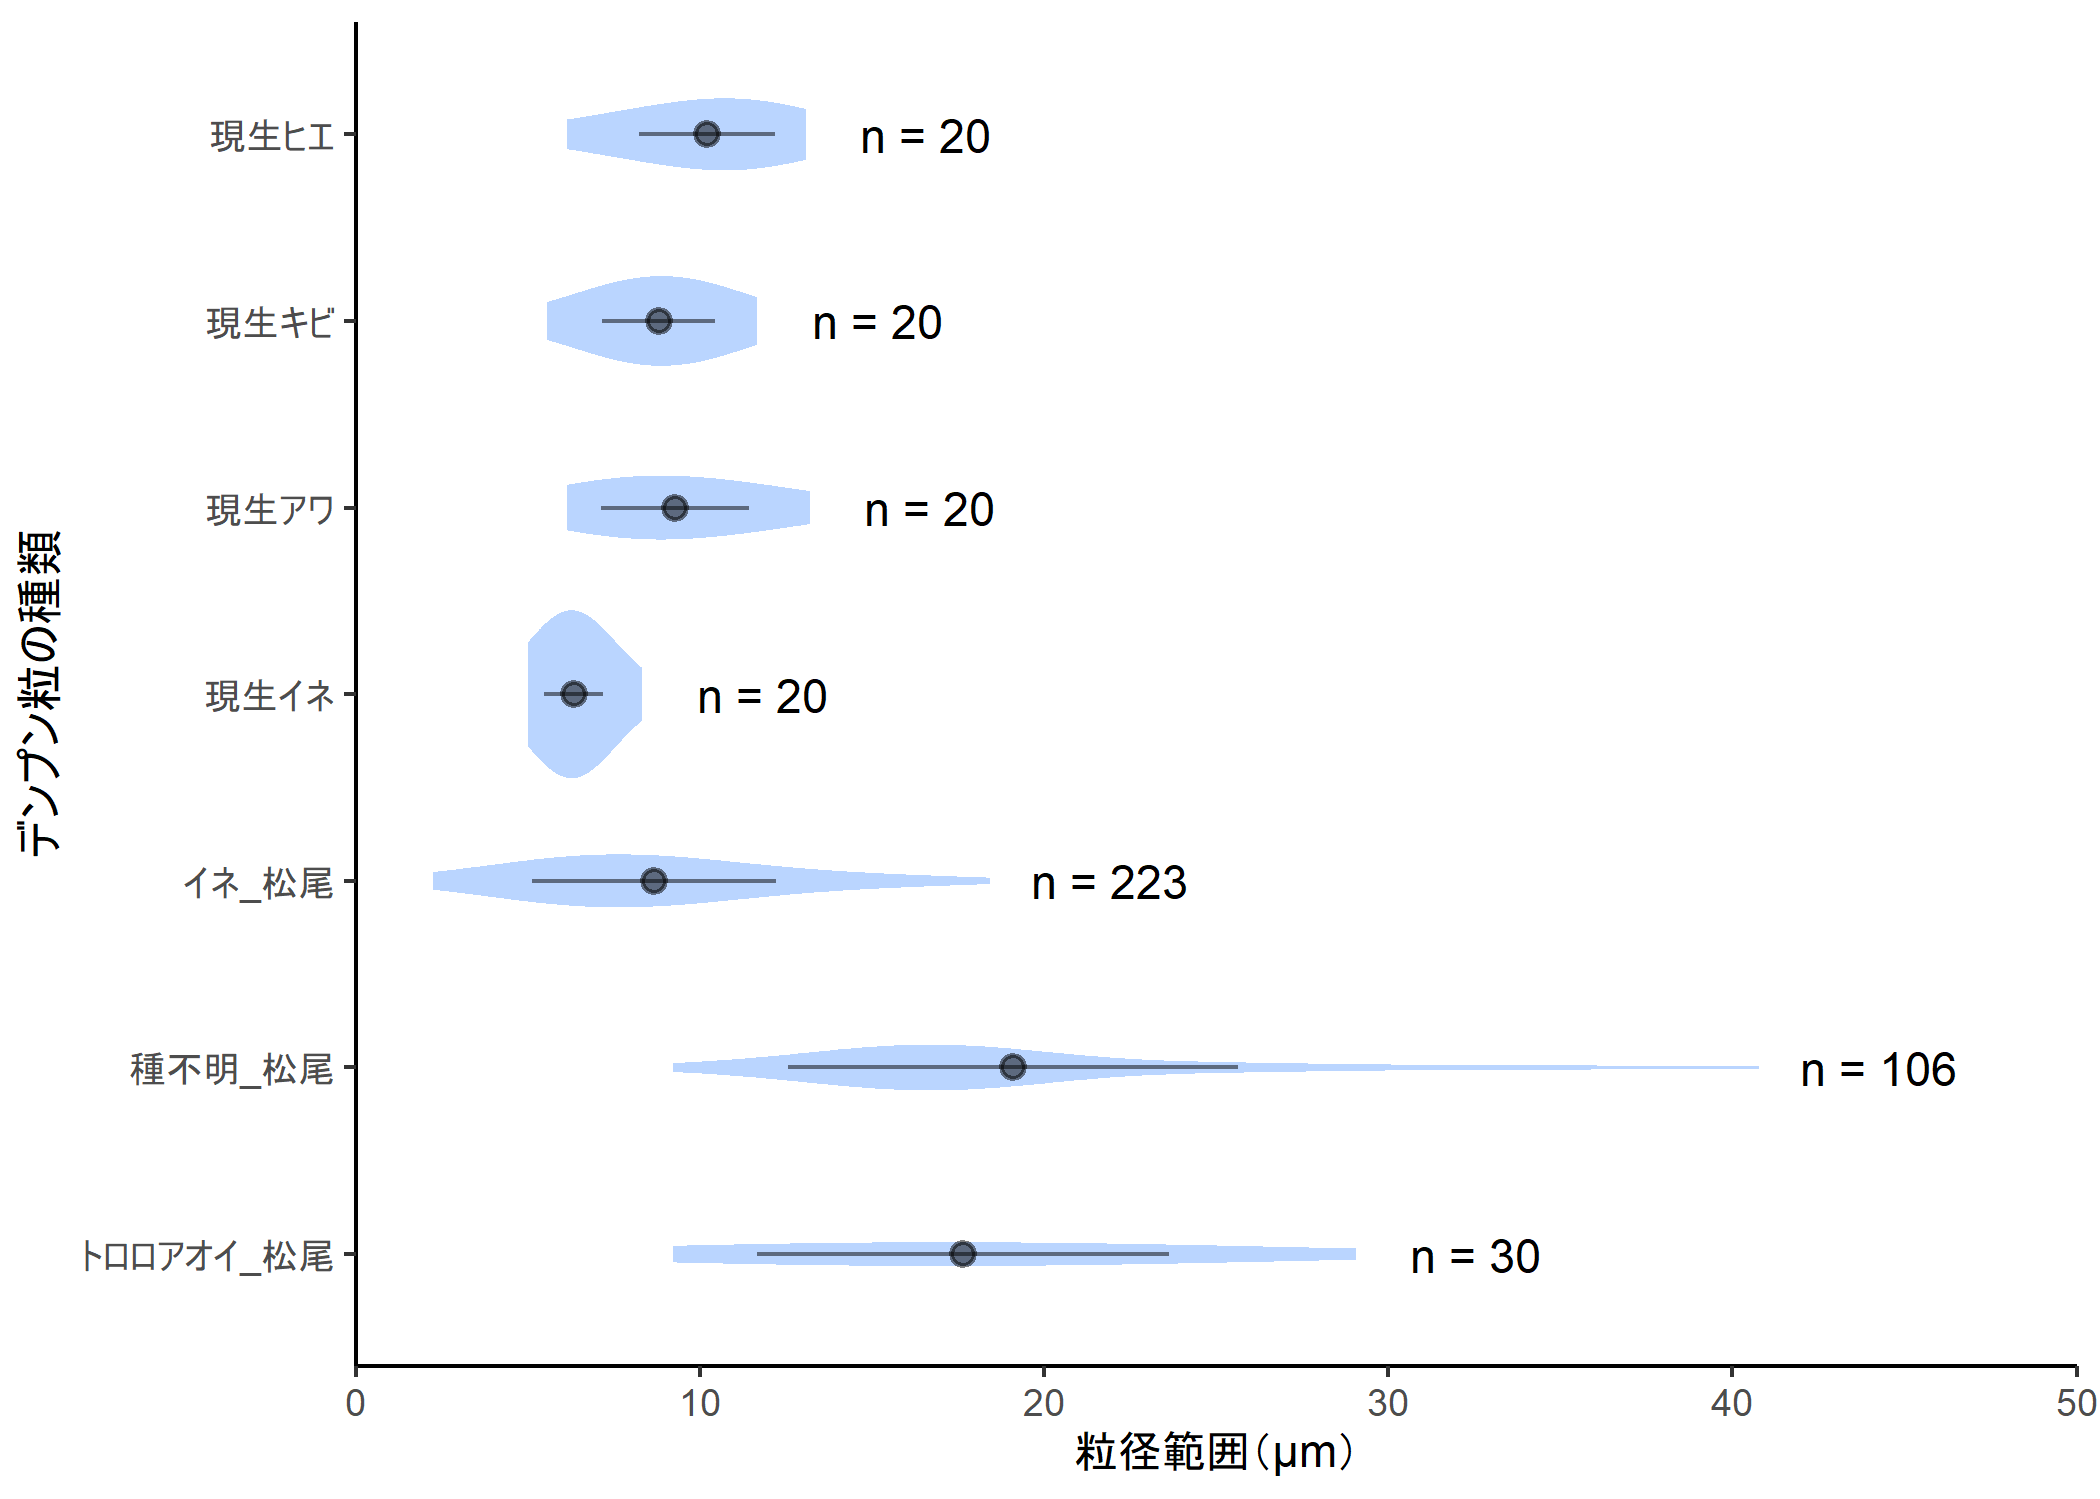 デンプン粒の種類
現生ヒエ
n = 20
現生キビ
n = 20
現生アワ
n = 20
現生イネ
n = 20
イネ_松尾
n = 223
種不明_松尾
n = 106
トロロアオイ_松尾
n = 30
0 10 20 30 40 50
粒径範囲（μm）